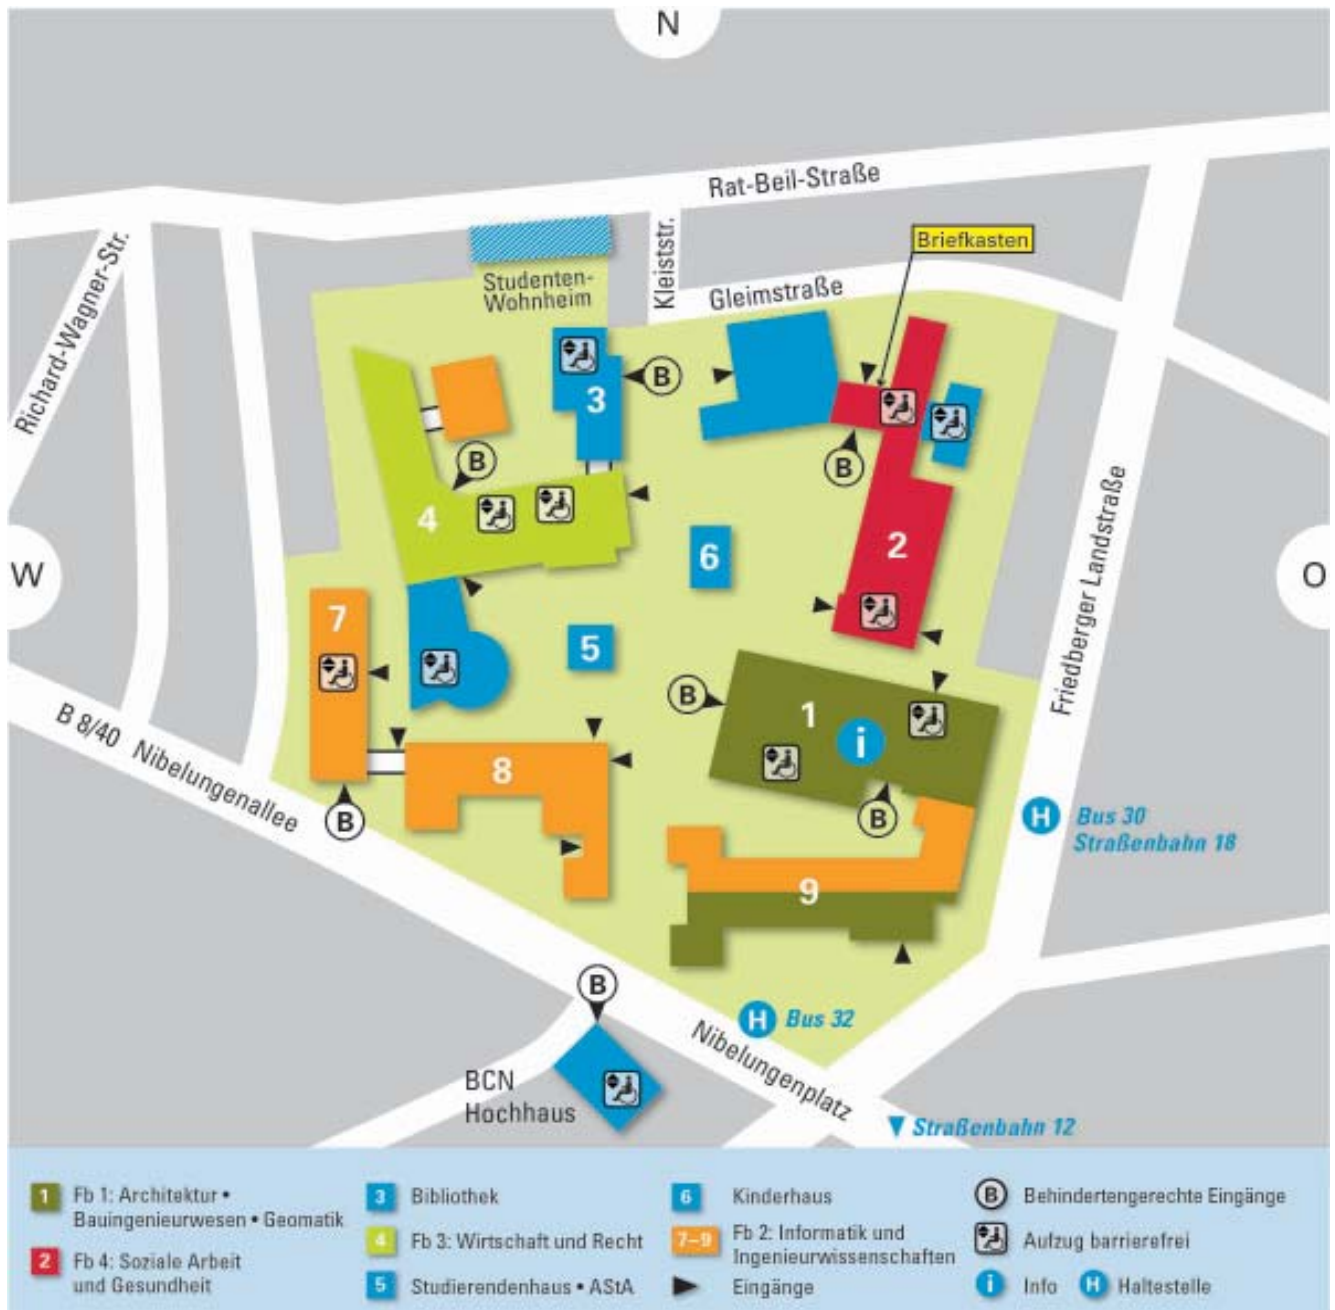 N
Rat-Beil-Straße
Briefkasten
Kleiststr.
Gleimstraße
Studenten-
Wohnheim
Richard-Wagner-Str.
3
B
B
B
4
2
W
O
6
7
5
Friedberger Landstraße
B
1
i
B 8/40 Nibelungenallee
8
B
B
H Bus 30
Straßenbahn 18
9
B
H Bus 32
Nibelungenplatz
BCN
Hochhaus
Straßenbahn 12
1 Fb 1: Architektur •
Bauingenieurwesen • Geomatik
2 Fb 4: Soziale Arbeit
und Gesundheit
3 Bibliothek
4 Fb 3: Wirtschaft und Recht
5 Studierendenhaus • AStA
6 Kinderhaus
7–9 Fb 2: Informatik und
Ingenieurwissenschaften
Eingänge
B Behindertengerechte Eingänge
Aufzug barrierefrei
i Info H Haltestelle